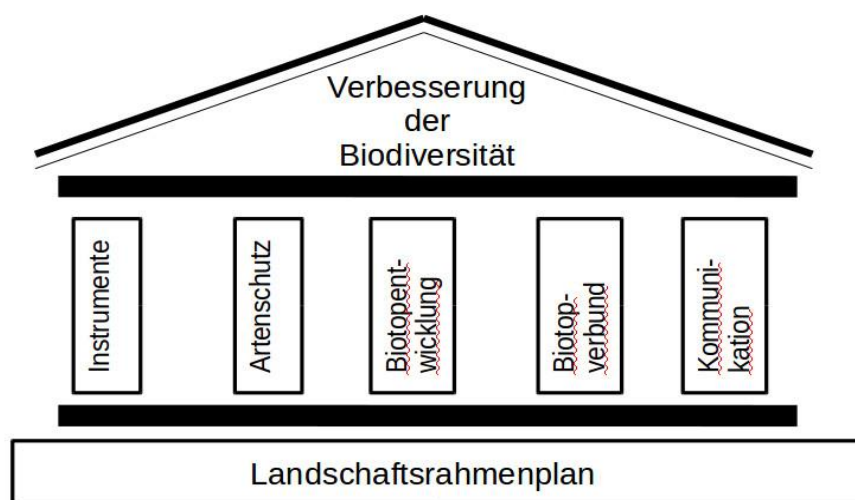 Verbesserung
der
Biodiversität
Instrumente
Artenschutz
Biotopent-
wicklung
Biotop-
verbund
Kommuni-
kation
Landschaftsrahmenplan